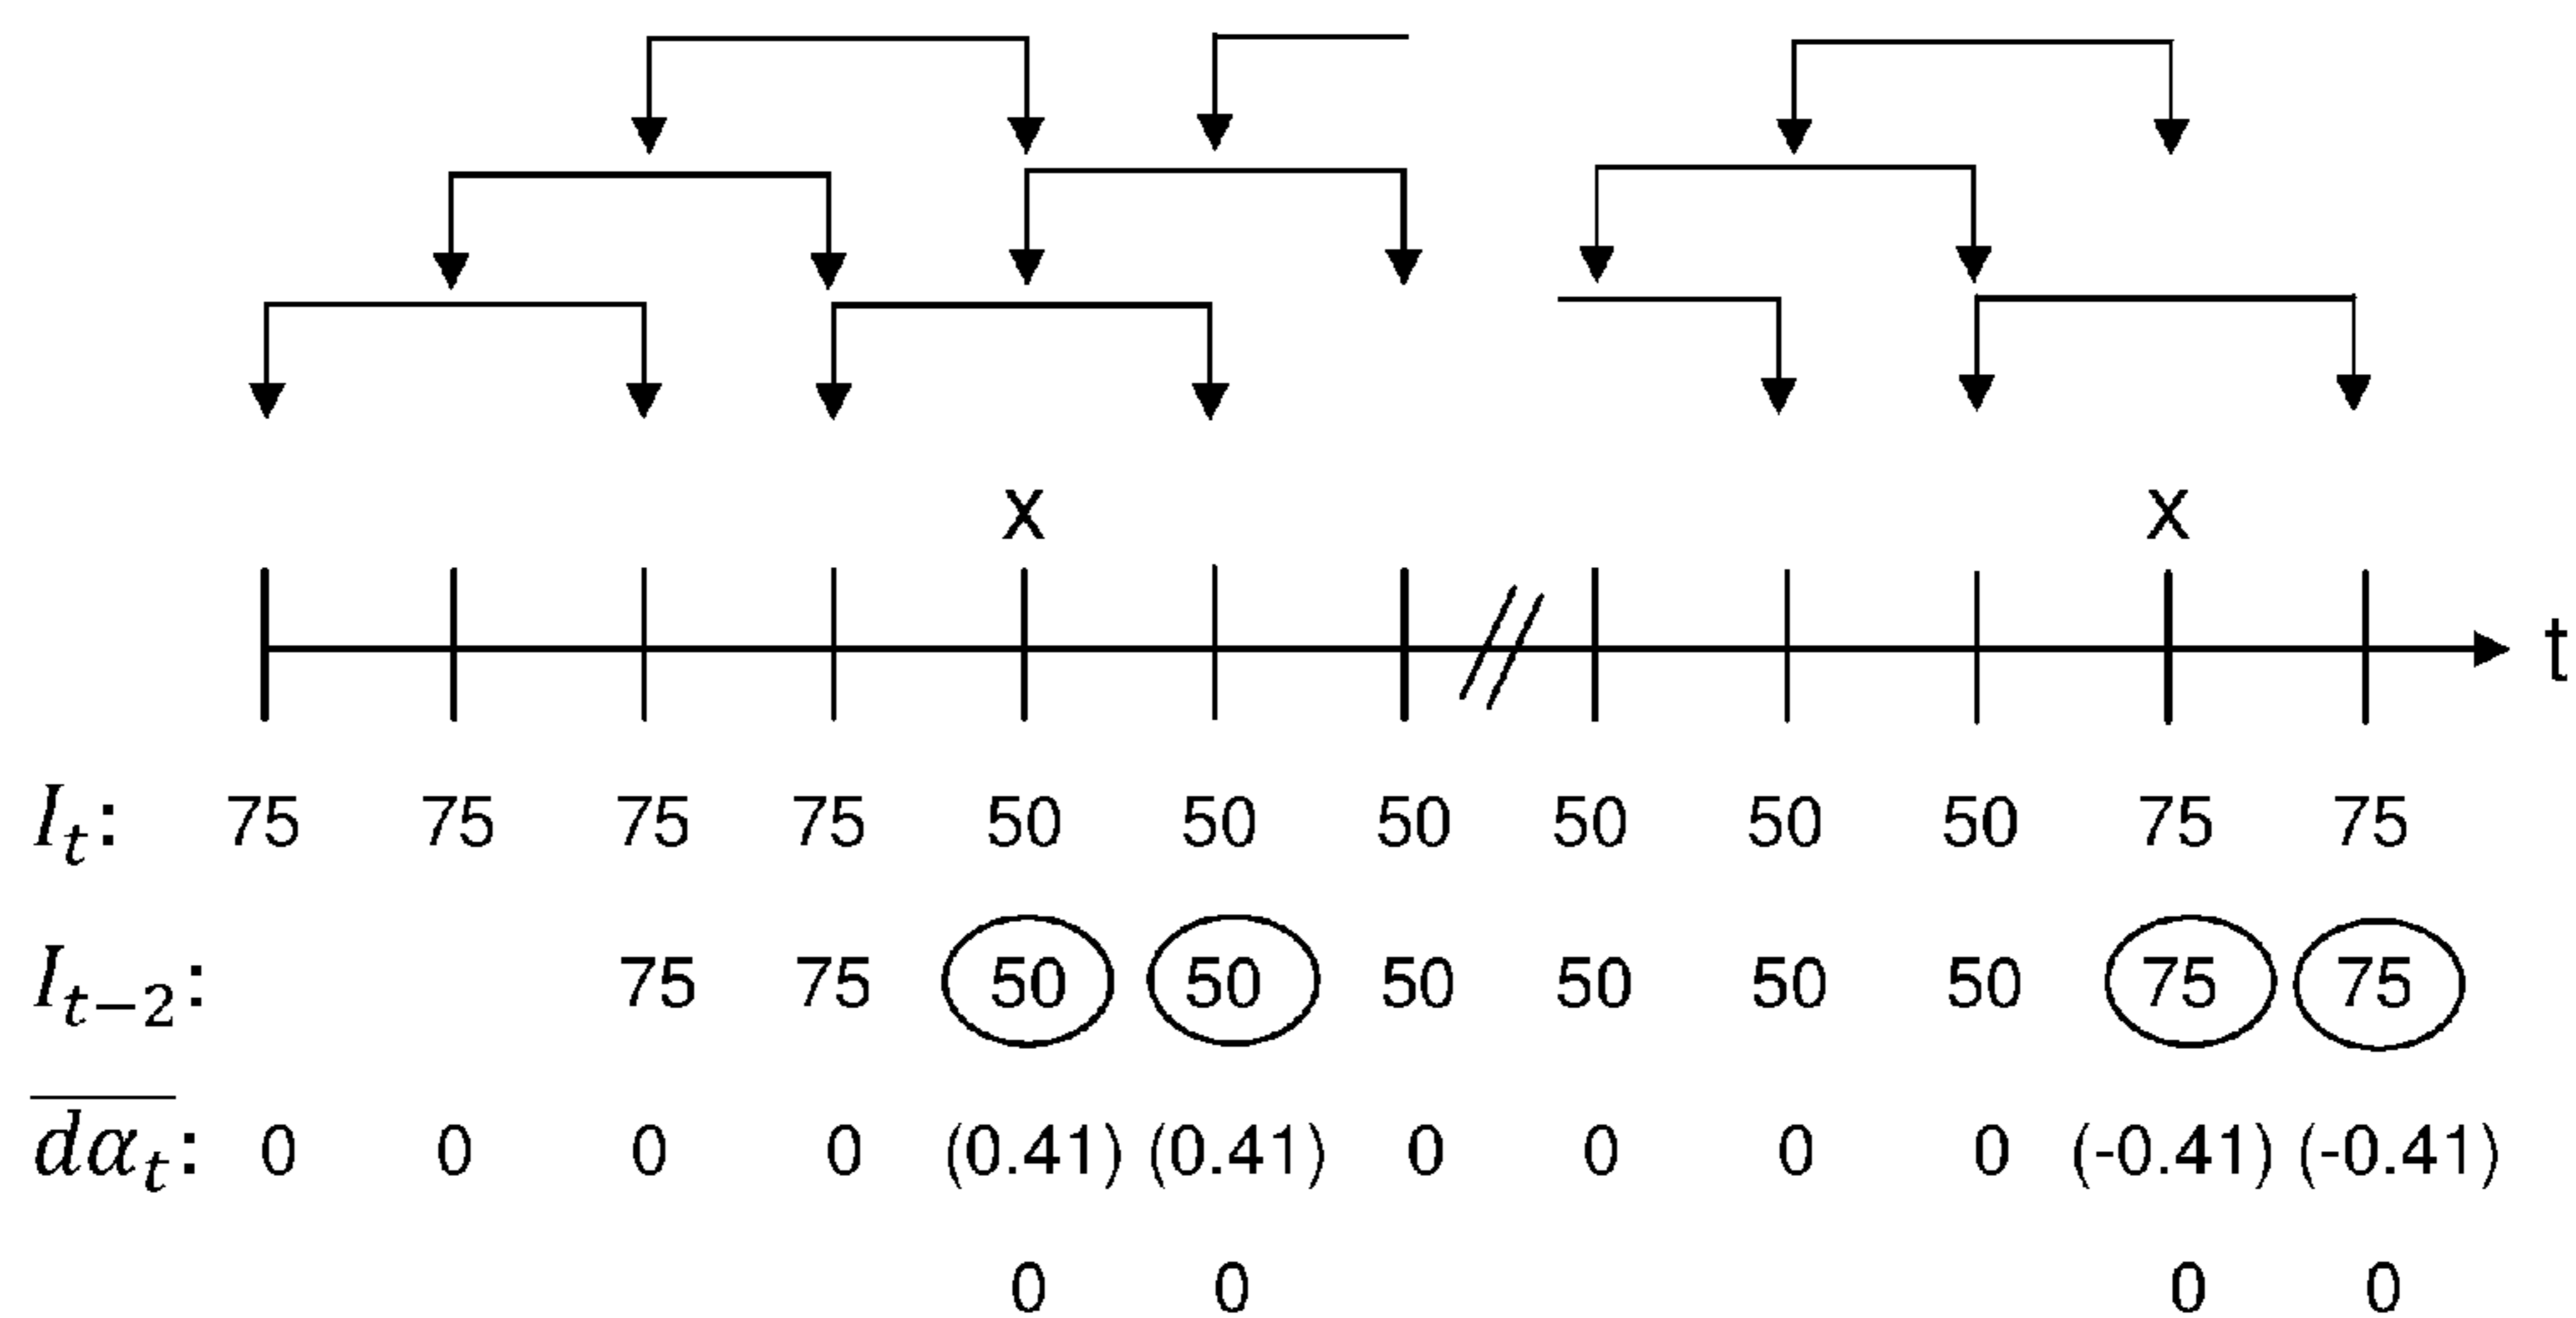 x x
t
I_t: 75 75 75 75 50 50 50 50 50 50 75 75
I_{t-2}: 75 75 50 50 50 50 50 50 75 75
\overline{dα_t}: 0 0 0 0 (0.41) (0.41) 0 0 0 0 (-0.41) (-0.41)
0 0 0 0